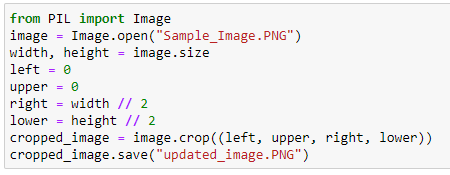 from PIL import Image
image = Image.open("Sample_Image.PNG")
width, height = image.size
left = 0
upper = 0
right = width // 2
lower = height // 2
cropped_image = image.crop((left, upper, right, lower))
cropped_image.save("updated_image.PNG")